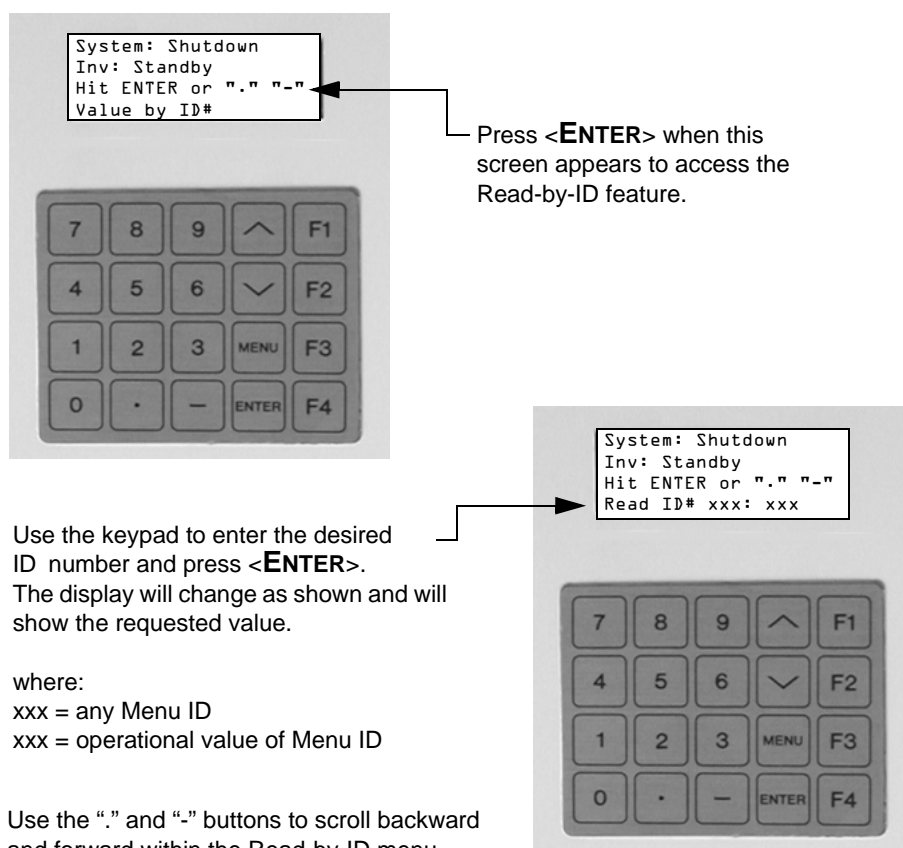 System: Shutdown
Inv: Standby
Hit ENTER or "." "-"
Value by ID#
Press <ENTER> when this
screen appears to access the
Read-by-ID feature.
7 8 9 F1
4 5 6 F2
1 2 3 MENU F3
0 · – ENTER F4
System: Shutdown
Inv: Standby
Hit ENTER or "." "-"
Read ID# xxx: xxx
Use the keypad to enter the desired
ID number and press <ENTER>.
The display will change as shown and will
show the requested value.
where:
xxx = any Menu ID
xxx = operational value of Menu ID
7 8 9 F1
4 5 6 F2
1 2 3 MENU F3
0 · – ENTER F4
Use the “.” and “-” buttons to scroll backward
and forward within the Read-by-ID menu